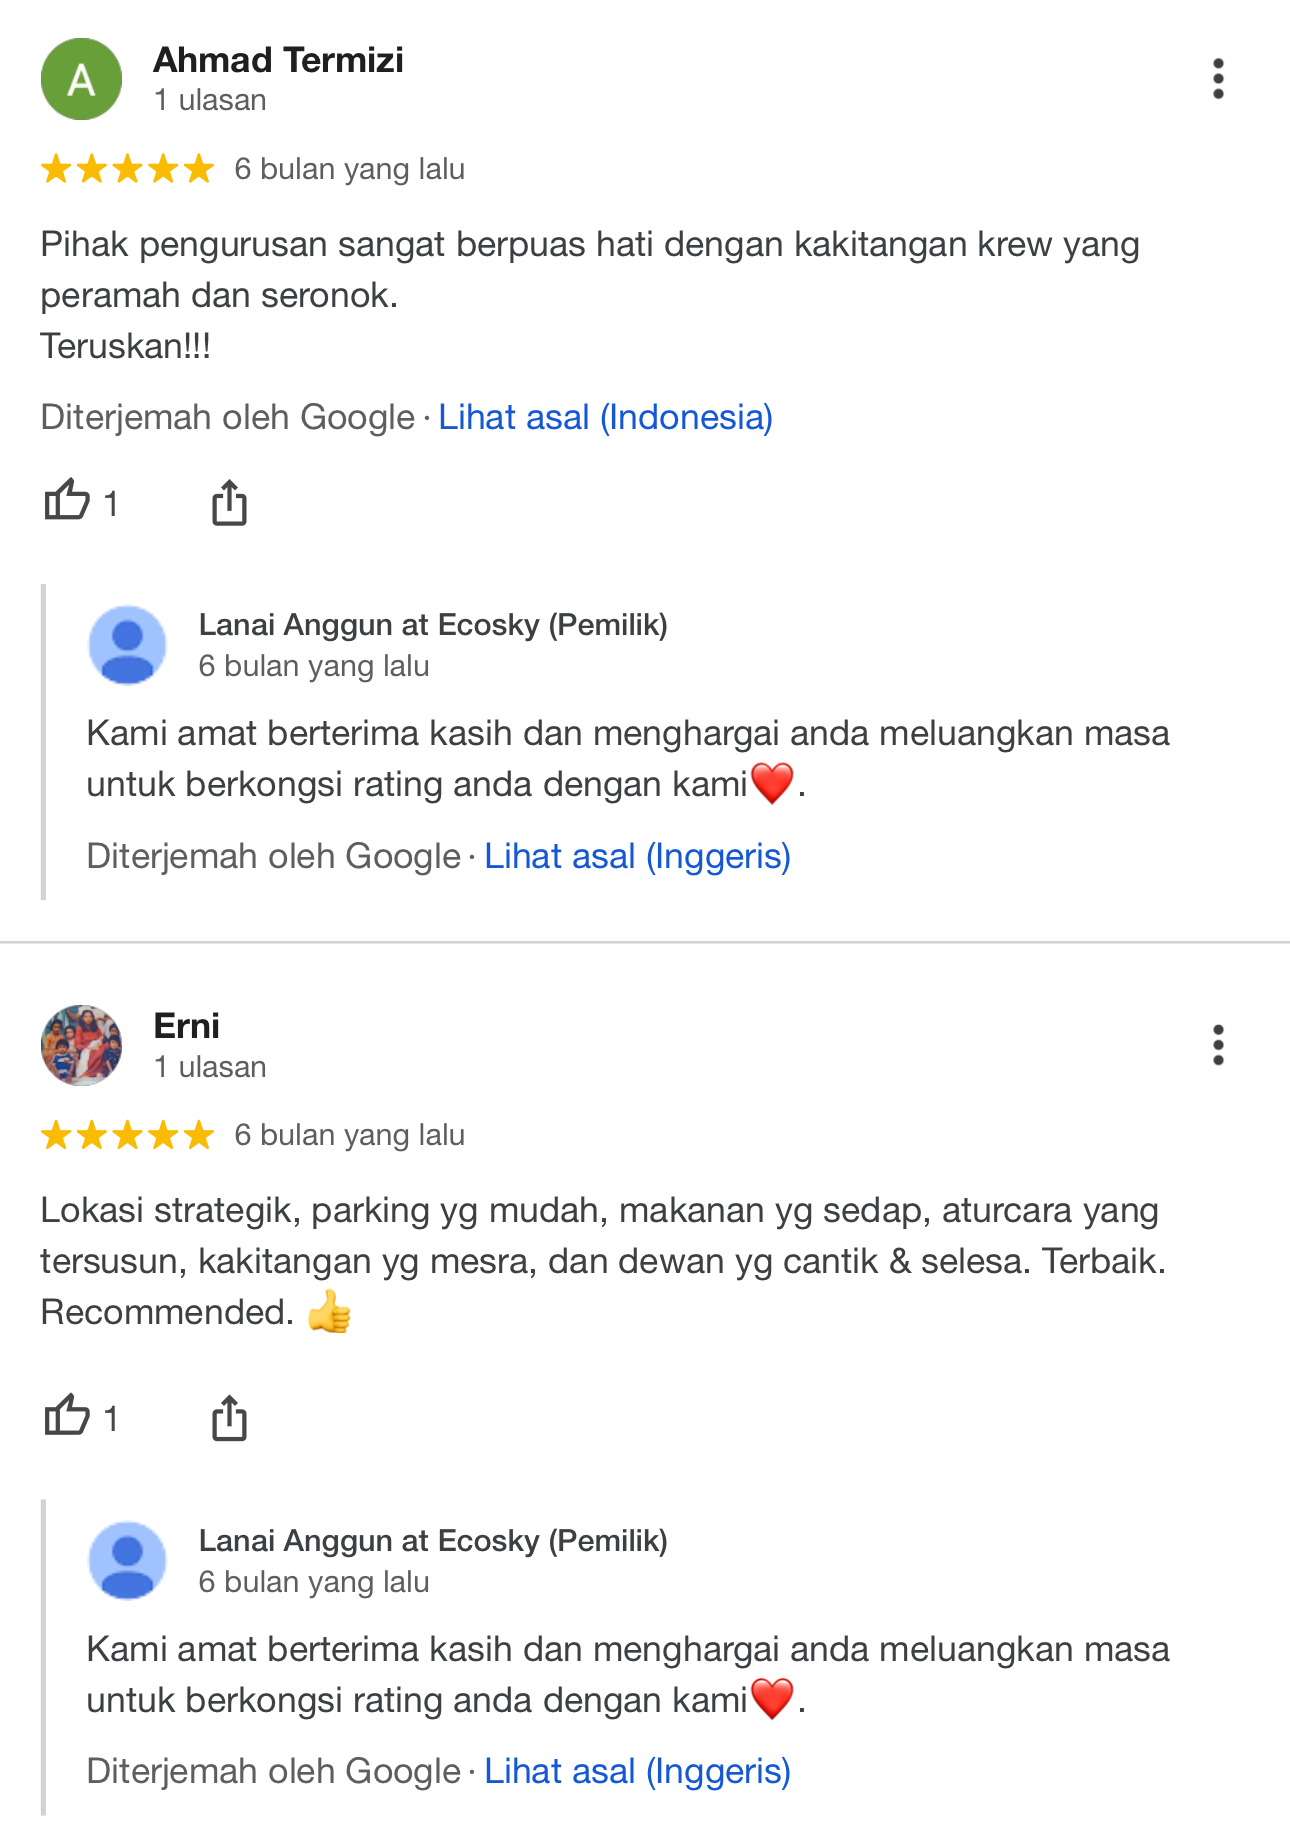 A
Ahmad Termizi
1 ulasan
6 bulan yang lalu
Pihak pengurusan sangat berpuas hati dengan kakitangan krew yang
peramah dan seronok.
Teruskan!!!
Diterjemah oleh Google · Lihat asal (Indonesia)
1
Lanai Anggun at Ecosky (Pemilik)
6 bulan yang lalu
Kami amat berterima kasih dan menghargai anda meluangkan masa
untuk berkongsi rating anda dengan kami❤️.
Diterjemah oleh Google · Lihat asal (Inggeris)
Erni
1 ulasan
6 bulan yang lalu
Lokasi strategik, parking yg mudah, makanan yg sedap, aturcara yang
tersusun, kakitangan yg mesra, dan dewan yg cantik & selesa. Terbaik.
Recommended. 👍
1
Lanai Anggun at Ecosky (Pemilik)
6 bulan yang lalu
Kami amat berterima kasih dan menghargai anda meluangkan masa
untuk berkongsi rating anda dengan kami❤️.
Diterjemah oleh Google · Lihat asal (Inggeris)